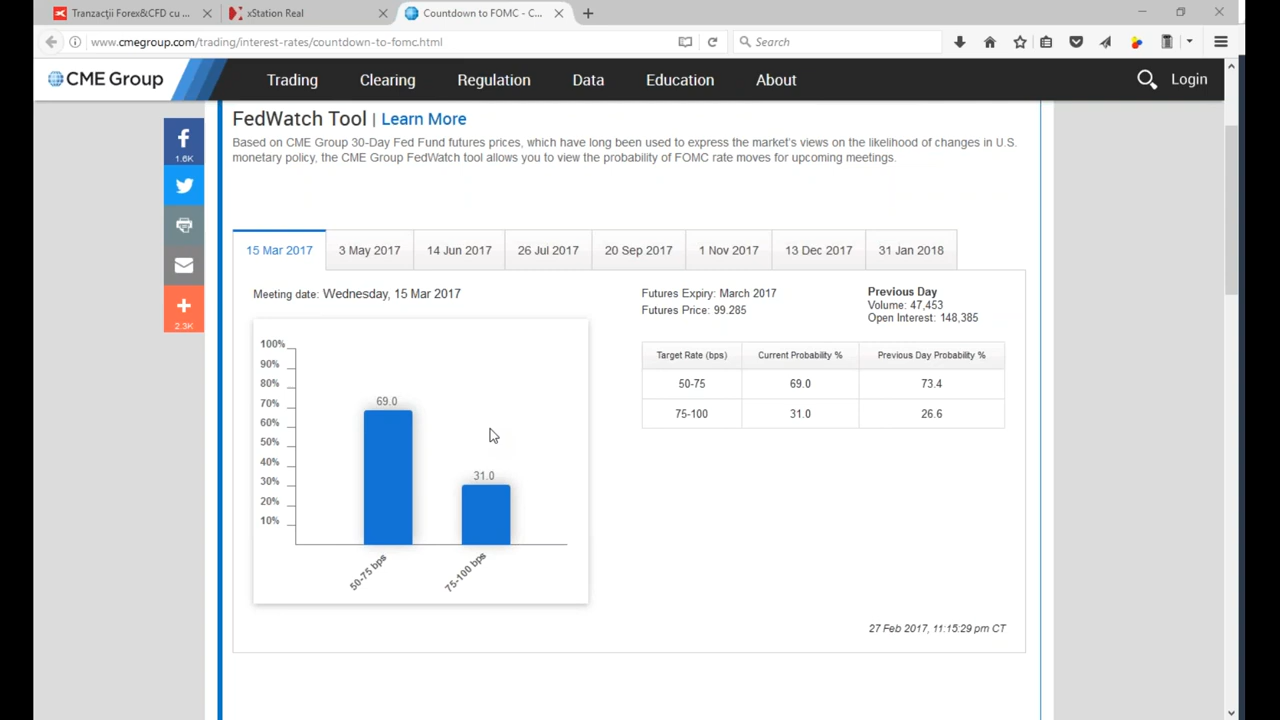 Tranzacții Forex&CFD cu ...
xStation Real
Countdown to FOMC - C...
www.cmegroup.com/trading/interest-rates/countdown-to-fomc.html
Search
CME Group
Trading
Clearing
Regulation
Data
Education
About
Login
1.6K
2.3K
FedWatch Tool | Learn More
Based on CME Group 30-Day Fed Fund futures prices, which have long been used to express the market's views on the likelihood of changes in U.S.
monetary policy, the CME Group FedWatch tool allows you to view the probability of FOMC rate moves for upcoming meetings.
15 Mar 2017
3 May 2017
14 Jun 2017
26 Jul 2017
20 Sep 2017
1 Nov 2017
13 Dec 2017
31 Jan 2018
Meeting date: Wednesday, 15 Mar 2017
100%
90%
80%
70%
60%
50%
40%
30%
20%
10%
69.0
31.0
50-75 bps
75-100 bps
Futures Expiry: March 2017
Futures Price: 99.285
Previous Day
Volume: 47,453
Open Interest: 148,385
Target Rate (bps) Current Probability % Previous Day Probability %
50-75 69.0 73.4
75-100 31.0 26.6
27 Feb 2017, 11:15:29 pm CT